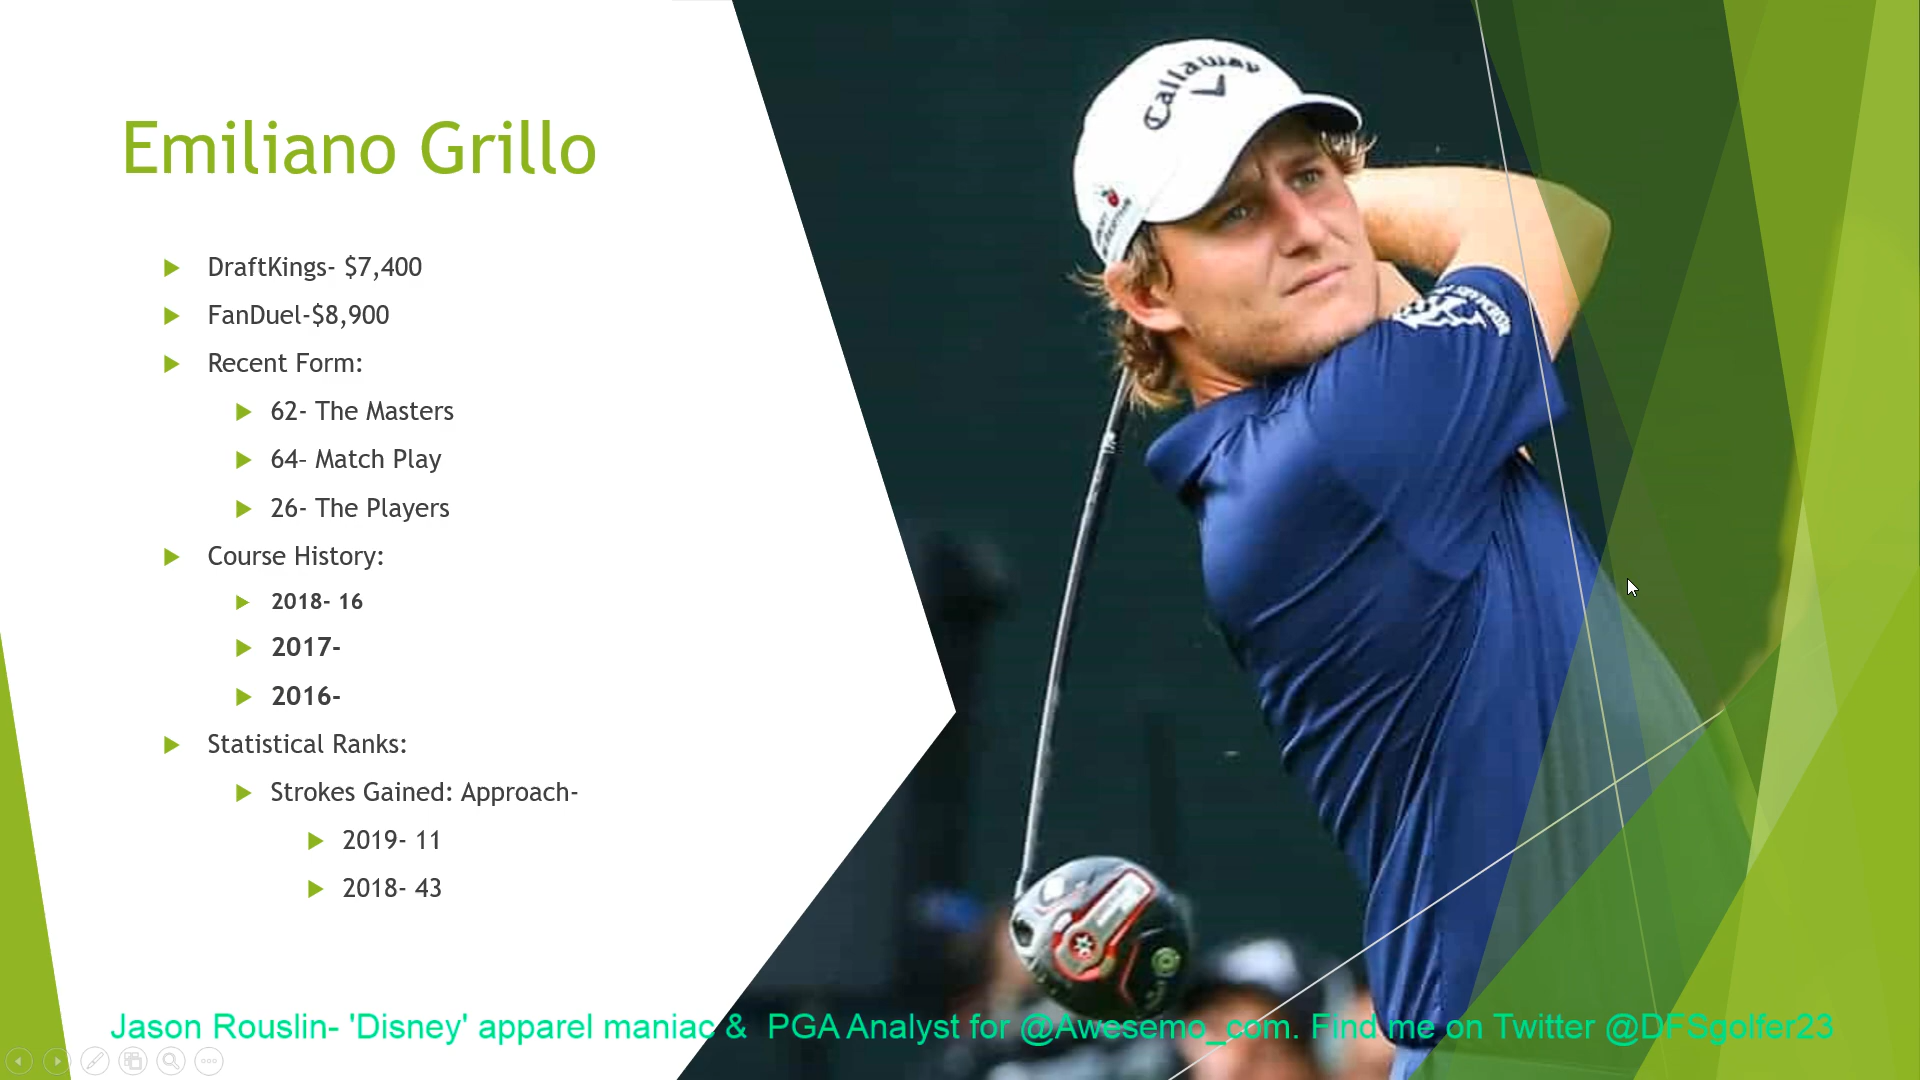 Emiliano Grillo
DraftKings- $7,400
FanDuel-$8,900
Recent Form:
62- The Masters
64- Match Play
26- The Players
Course History:
2018- 16
2017-
2016-
Statistical Ranks:
Strokes Gained: Approach-
2019- 11
2018- 43
Callaway
Jason Rouslin- 'Disney' apparel maniac &  PGA Analyst for @Awesemo_com. Find me on Twitter @DFSgolfer23